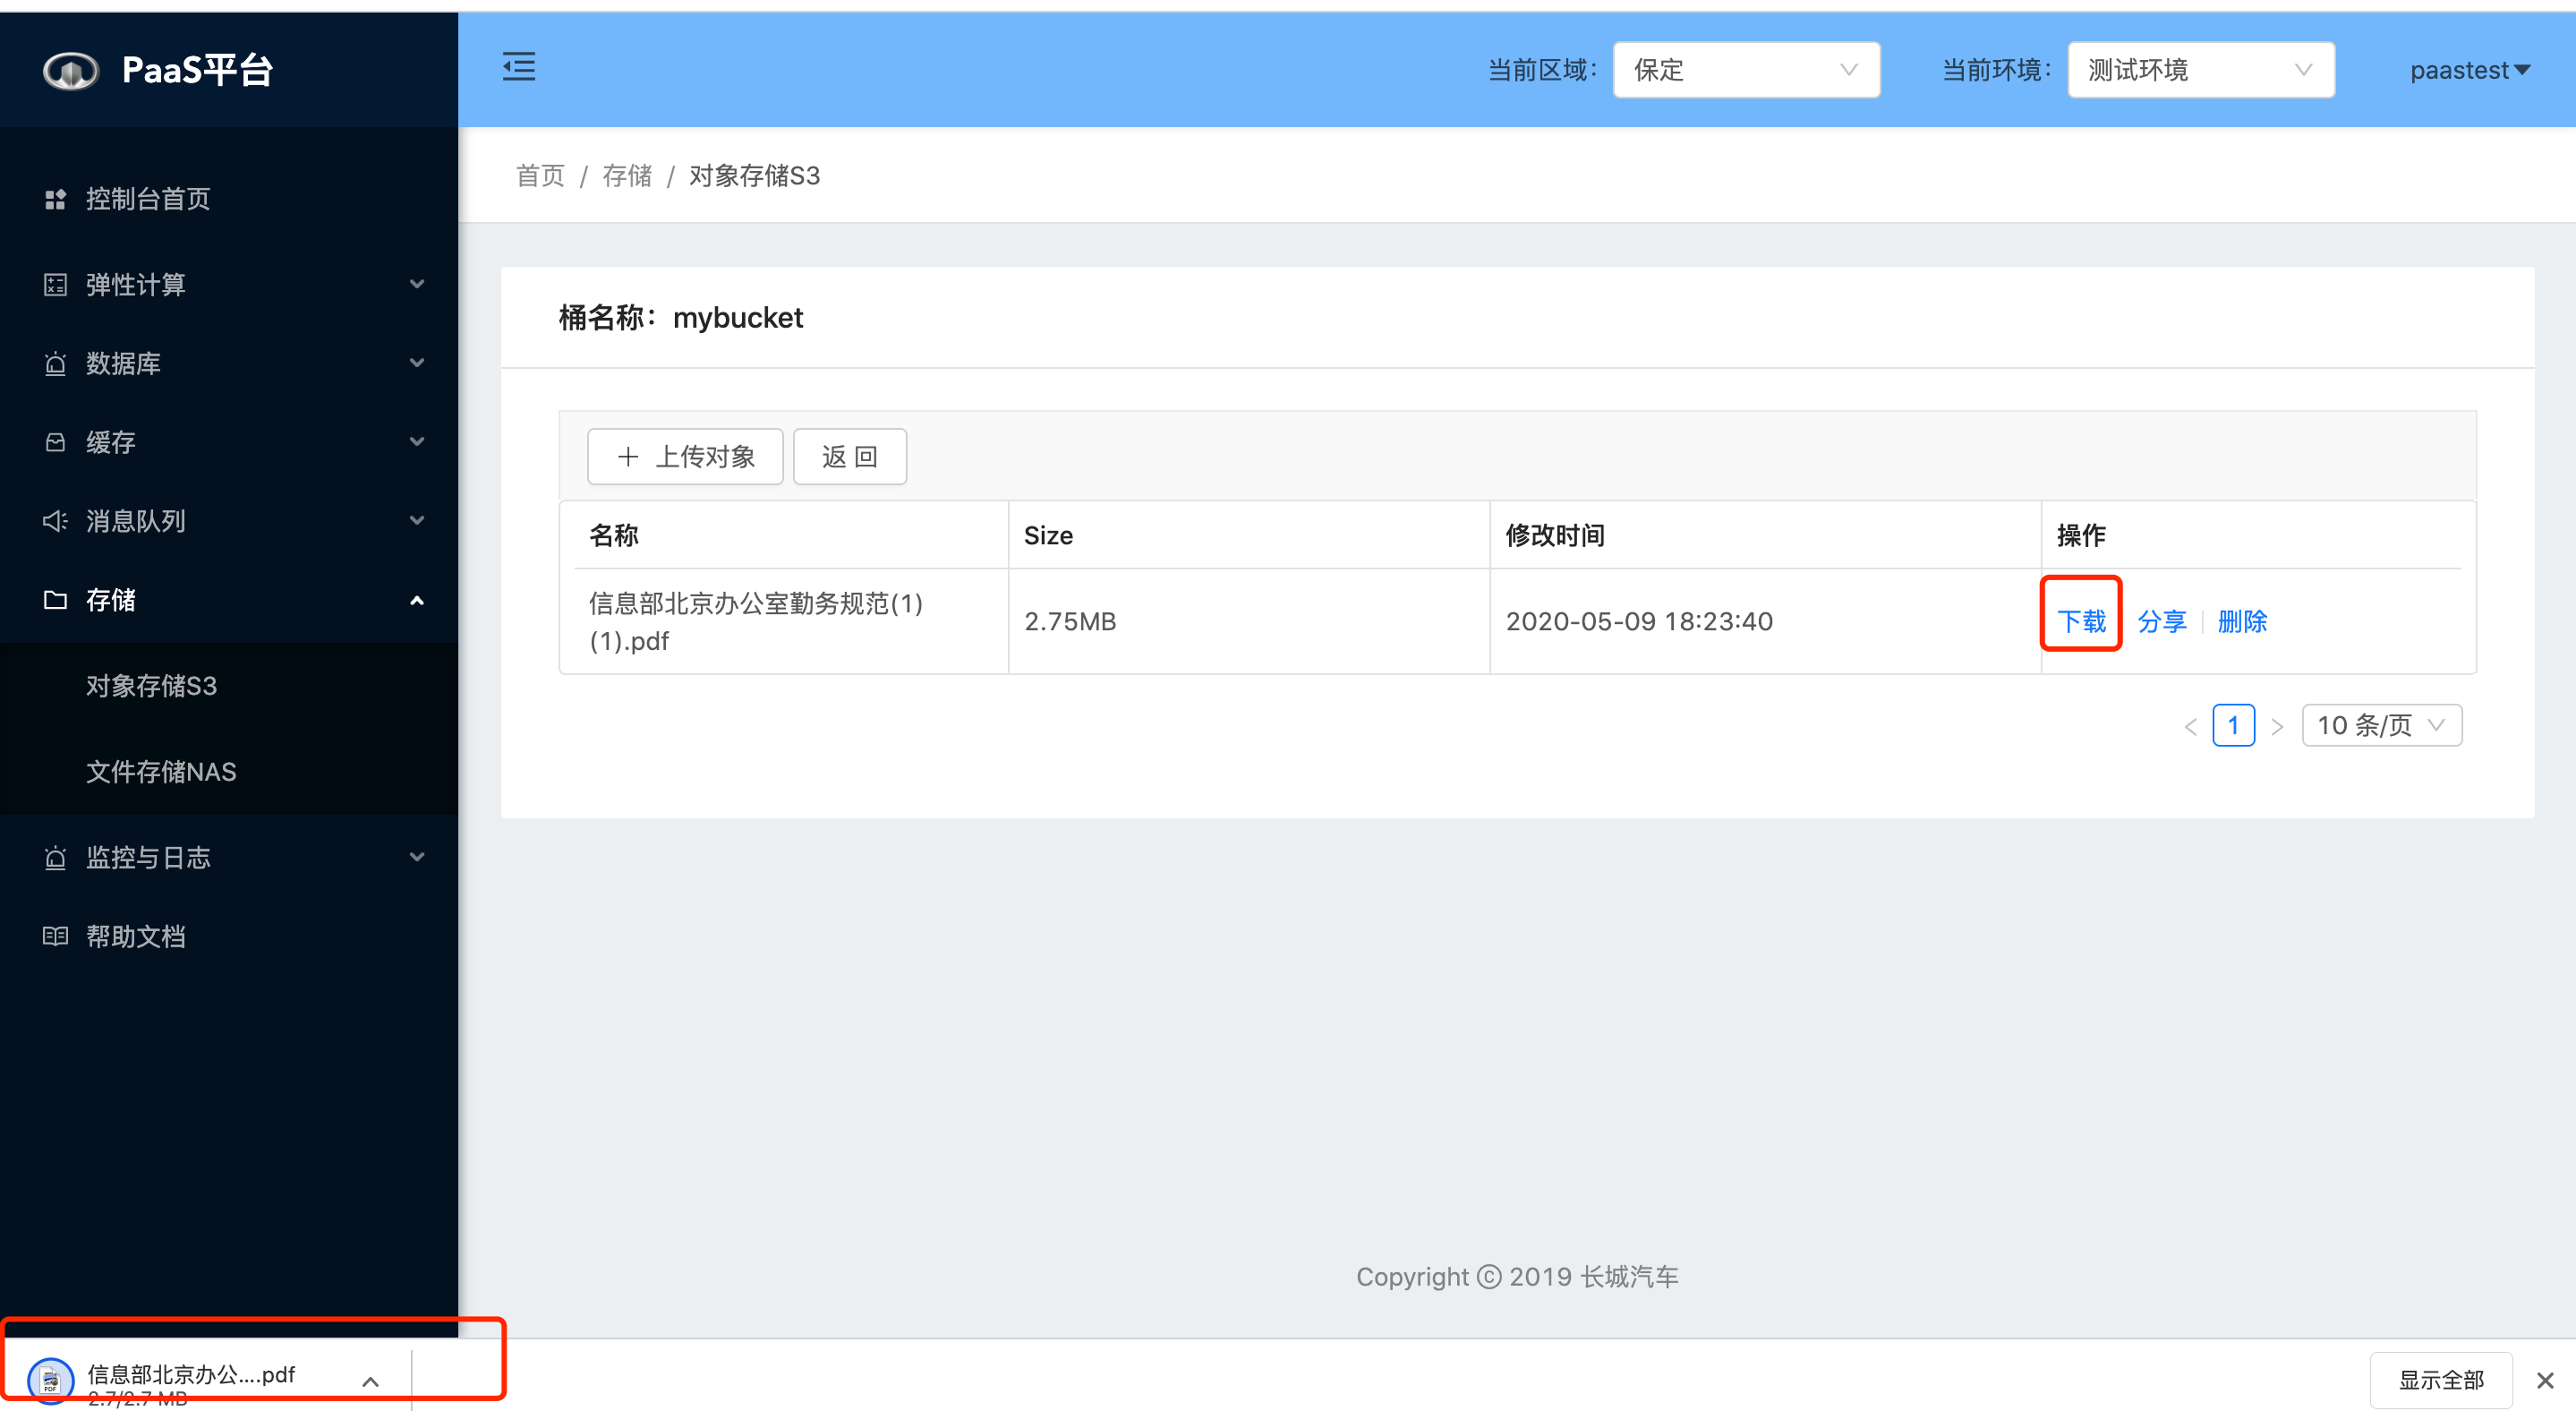 PaaS平台
当前区域：
保定
当前环境：
测试环境
paastest
控制台首页
弹性计算
数据库
缓存
消息队列
存储
对象存储S3
文件存储NAS
监控与日志
帮助文档
首页 / 存储 / 对象存储S3
桶名称：mybucket
上传对象
返 回
名称
Size
修改时间
操作
信息部北京办公室勤务规范(1)
(1).pdf
2.75MB
2020-05-09 18:23:40
下载
分享
删除
1
10 条/页
Copyright © 2019 长城汽车
信息部北京办公....pdf
2.7/2.7 MB
显示全部